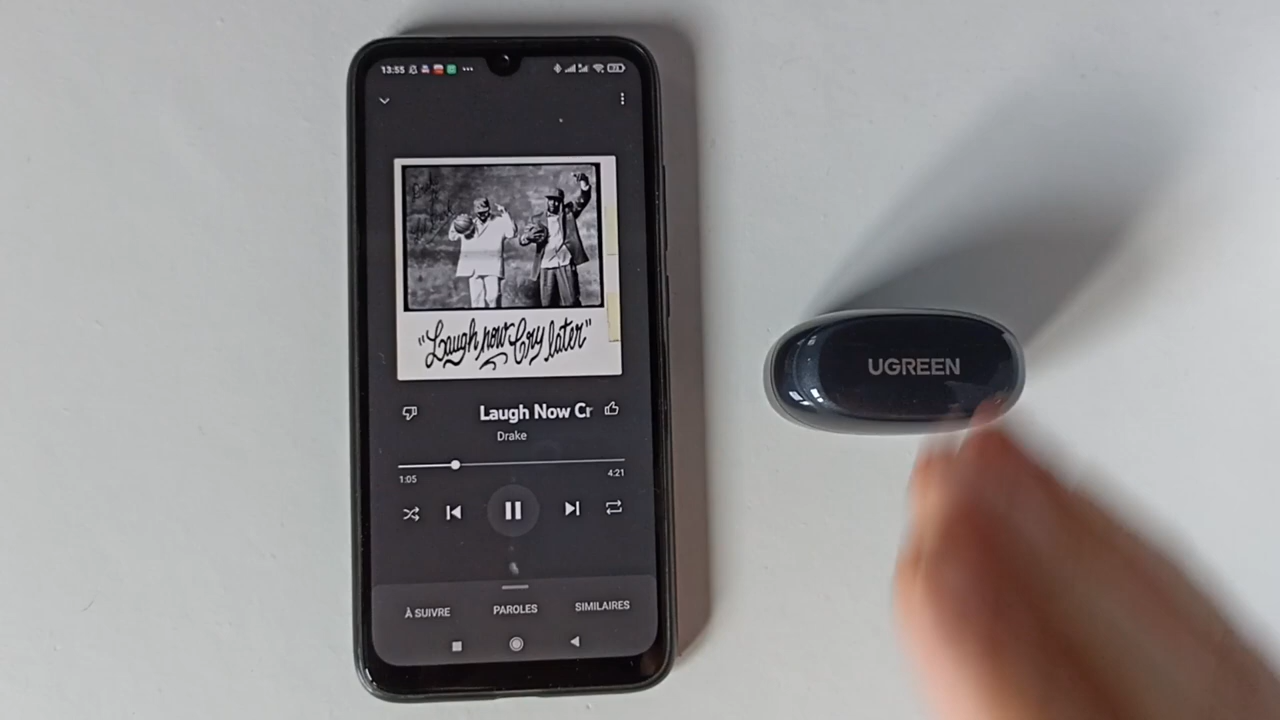 13:55
"Laugh now Cry later"
Laugh Now Cr
Drake
1:05
4:21
À SUIVRE
PAROLES
SIMILAIRES
UGREEN